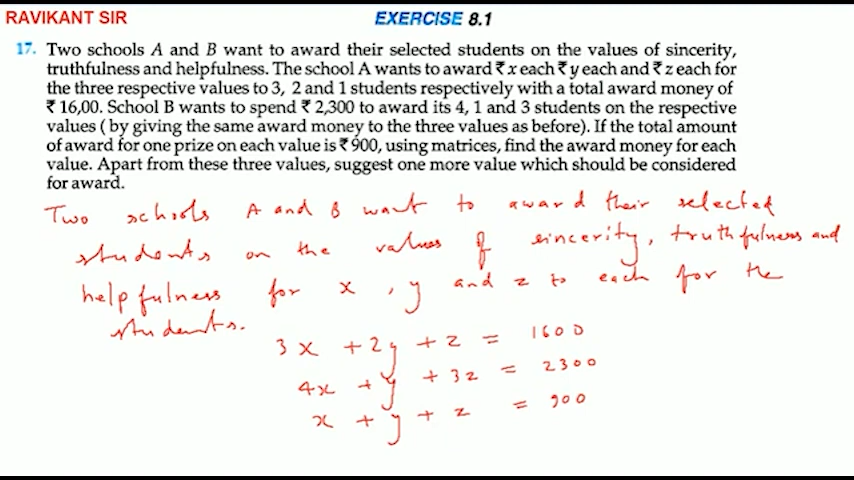 RAVIKANT SIR
EXERCISE 8.1
17. Two schools A and B want to award their selected students on the values of sincerity,
truthfulness and helpfulness. The school A wants to award ₹ x each ₹ y each and ₹ z each for
the three respective values to 3, 2 and 1 students respectively with a total award money of
₹ 16,00. School B wants to spend ₹ 2,300 to award its 4, 1 and 3 students on the respective
values ( by giving the same award money to the three values as before). If the total amount
of award for one prize on each value is ₹ 900, using matrices, find the award money for each
value. Apart from these three values, suggest one more value which should be considered
for award.
Two schools A and B want to award their selected
students on the values of sincerity, truthfulness and
helpfulness for x, y and z to each for the
students.
3x + 2y + z = 1600
4x + y + 3z = 2300
x + y + z = 900